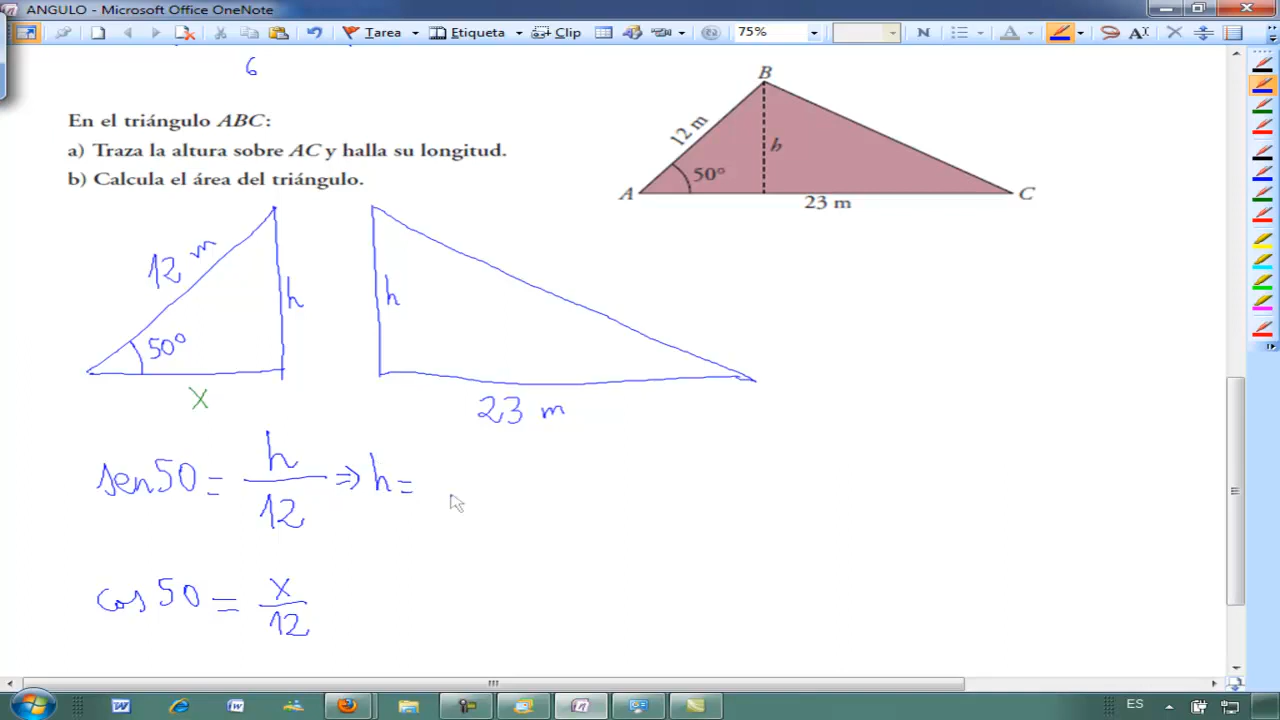 ANGULO - Microsoft Office OneNote
Tarea Etiqueta Clip 75% N A A
6
En el triángulo ABC:
a) Traza la altura sobre AC y halla su longitud.
b) Calcula el área del triángulo.
B
12 m
h
50°
A
23 m
C
12 m
h
50°
x
h
23 m
sen 50 = h/12 ⇒ h =
cos 50 = x/12
ES